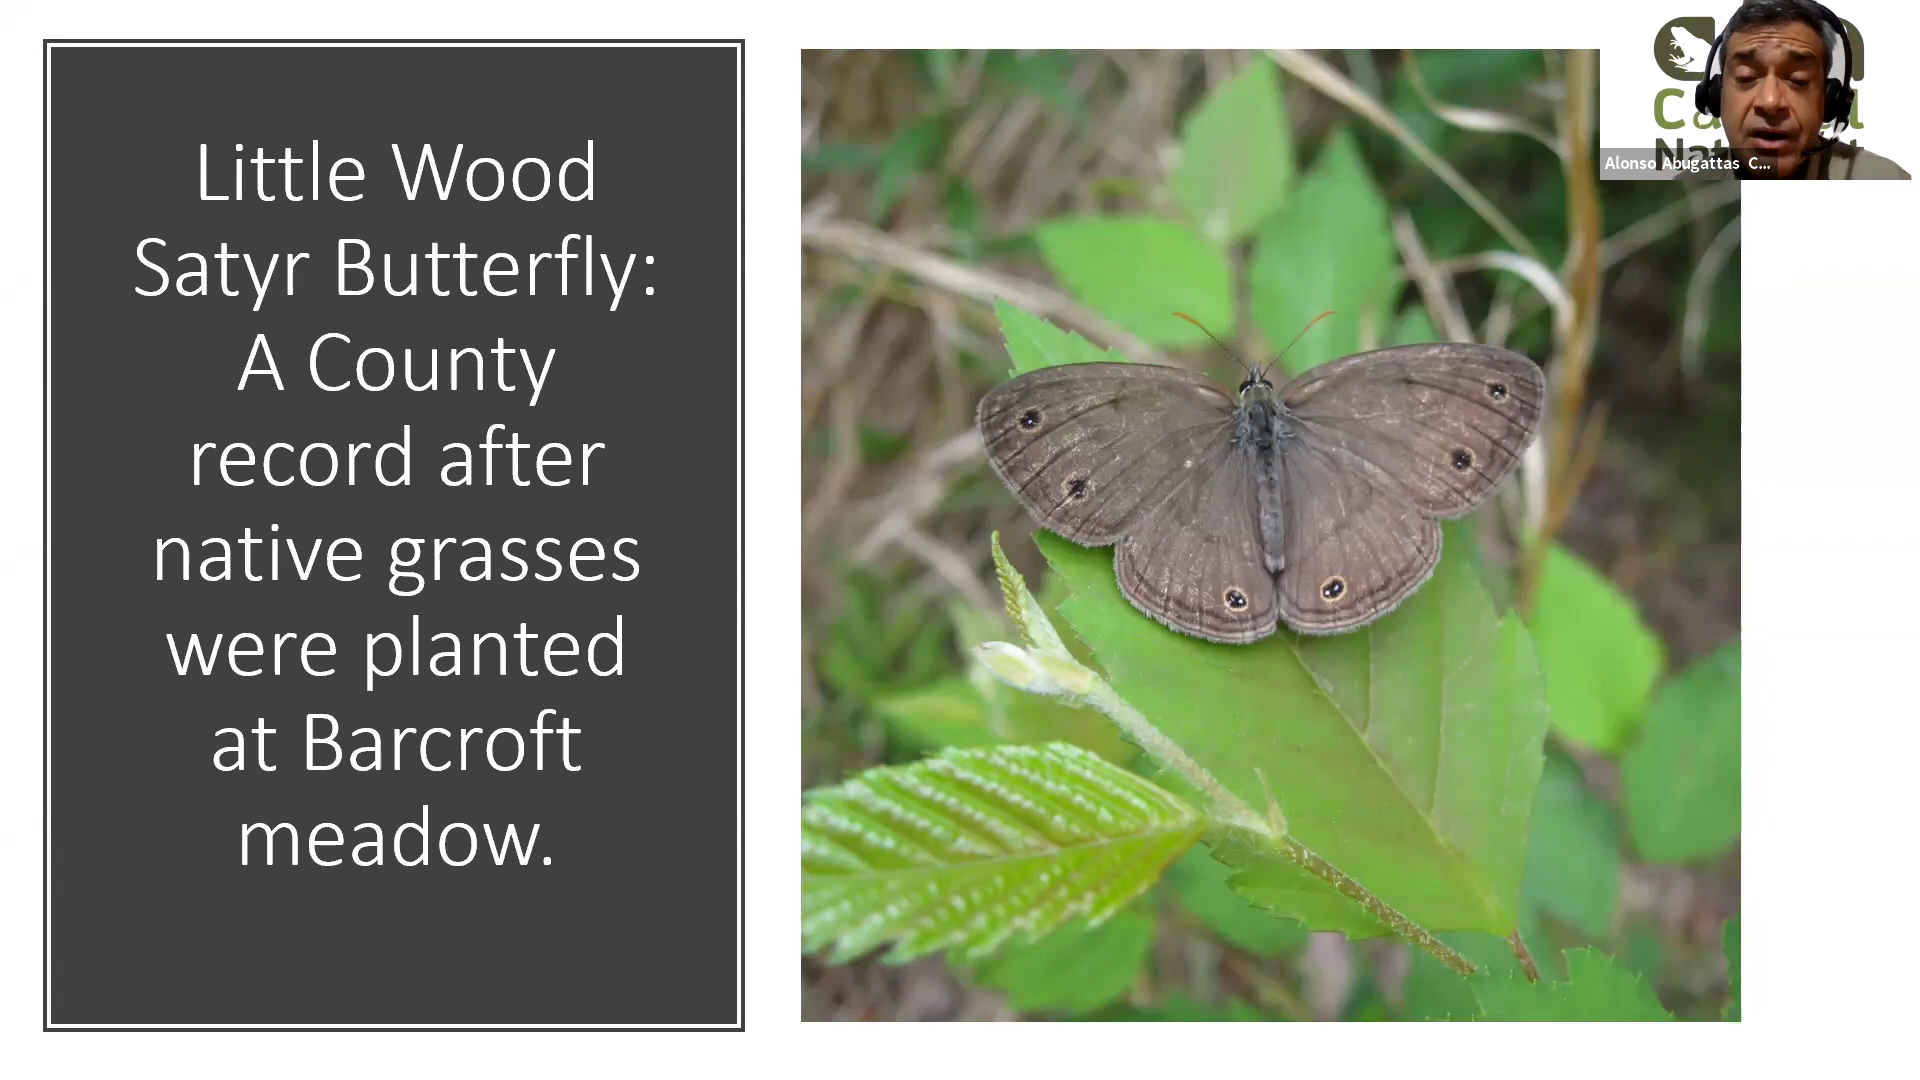 Little Wood
Satyr Butterfly:
A County
record after
native grasses
were planted
at Barcroft
meadow.
Alonso Abugattas C...